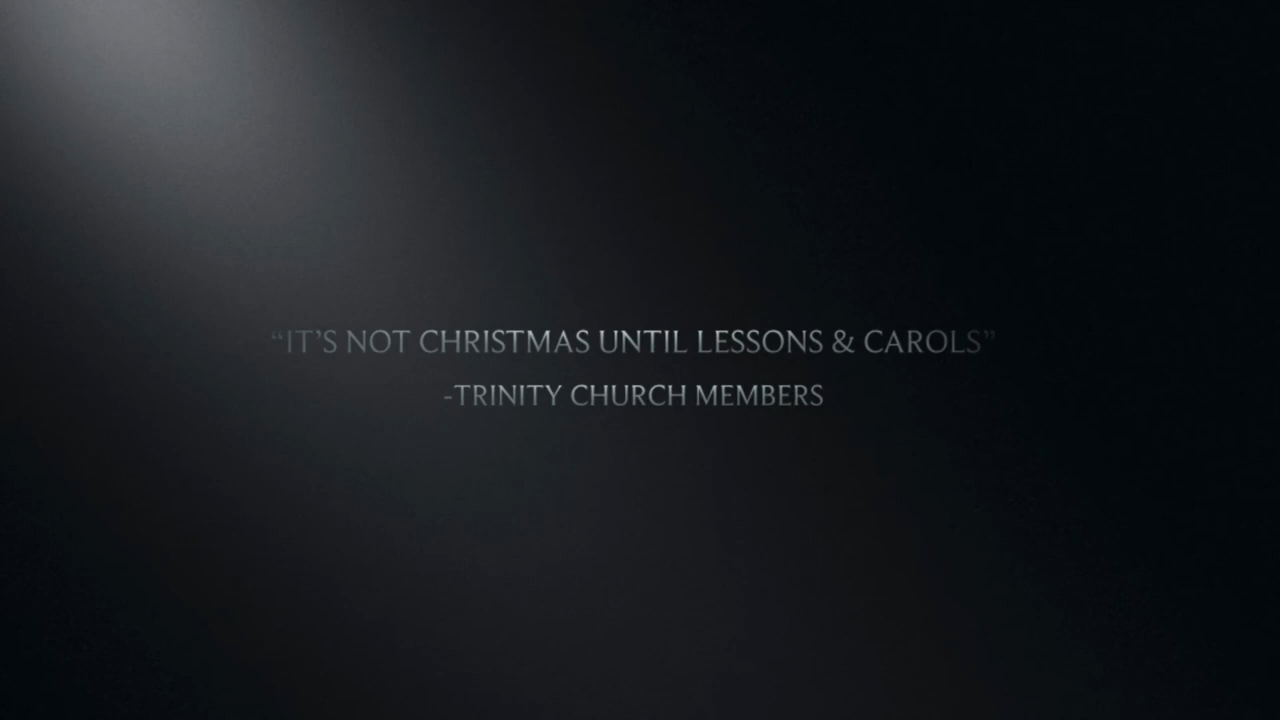 “IT’S NOT CHRISTMAS UNTIL LESSONS & CAROLS”
-TRINITY CHURCH MEMBERS